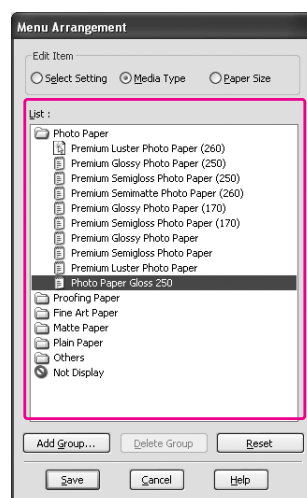 Menu Arrangement
Edit Item
Select Setting Media Type Paper Size
List :
Photo Paper
Premium Luster Photo Paper (260)
Premium Glossy Photo Paper (250)
Premium Semigloss Photo Paper (250)
Premium Semimatte Photo Paper (260)
Premium Glossy Photo Paper (170)
Premium Semigloss Photo Paper (170)
Premium Glossy Photo Paper
Premium Semigloss Photo Paper
Premium Luster Photo Paper
Photo Paper Gloss 250
Proofing Paper
Fine Art Paper
Matte Paper
Plain Paper
Others
Not Display
Add Group... Delete Group Reset
Save Cancel Help